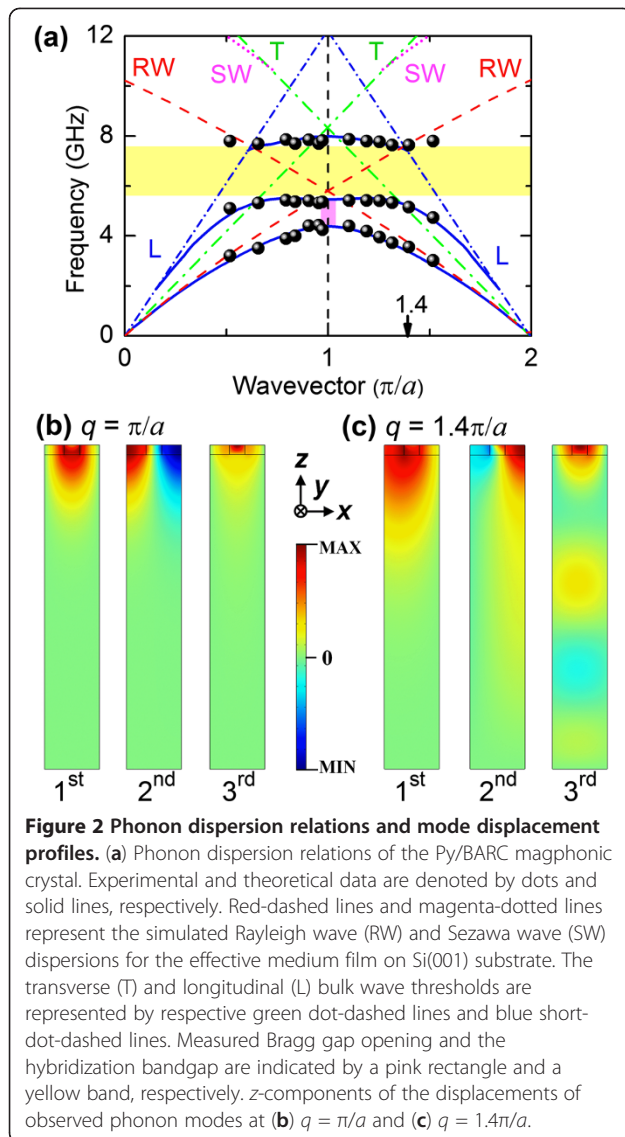 (a)
12
8
4
0
Frequency (GHz)
RW
SW
T
T
SW
RW
L
L
1.4
0
1
2
Wavevector (π/a)
(b) q = π/a
(c) q = 1.4π/a
z
y
x
MAX
0
MIN
1st
2nd
3rd
1st
2nd
3rd
Figure 2 Phonon dispersion relations and mode displacement
profiles. (a) Phonon dispersion relations of the Py/BARC magphonic
crystal. Experimental and theoretical data are denoted by dots and
solid lines, respectively. Red-dashed lines and magenta-dotted lines
represent the simulated Rayleigh wave (RW) and Sezawa wave (SW)
dispersions for the effective medium film on Si(001) substrate. The
transverse (T) and longitudinal (L) bulk wave thresholds are
represented by respective green dot-dashed lines and blue short-
dot-dashed lines. Measured Bragg gap opening and the
hybridization bandgap are indicated by a pink rectangle and a
yellow band, respectively. z-components of the displacements of
observed phonon modes at (b) q = π/a and (c) q = 1.4π/a.